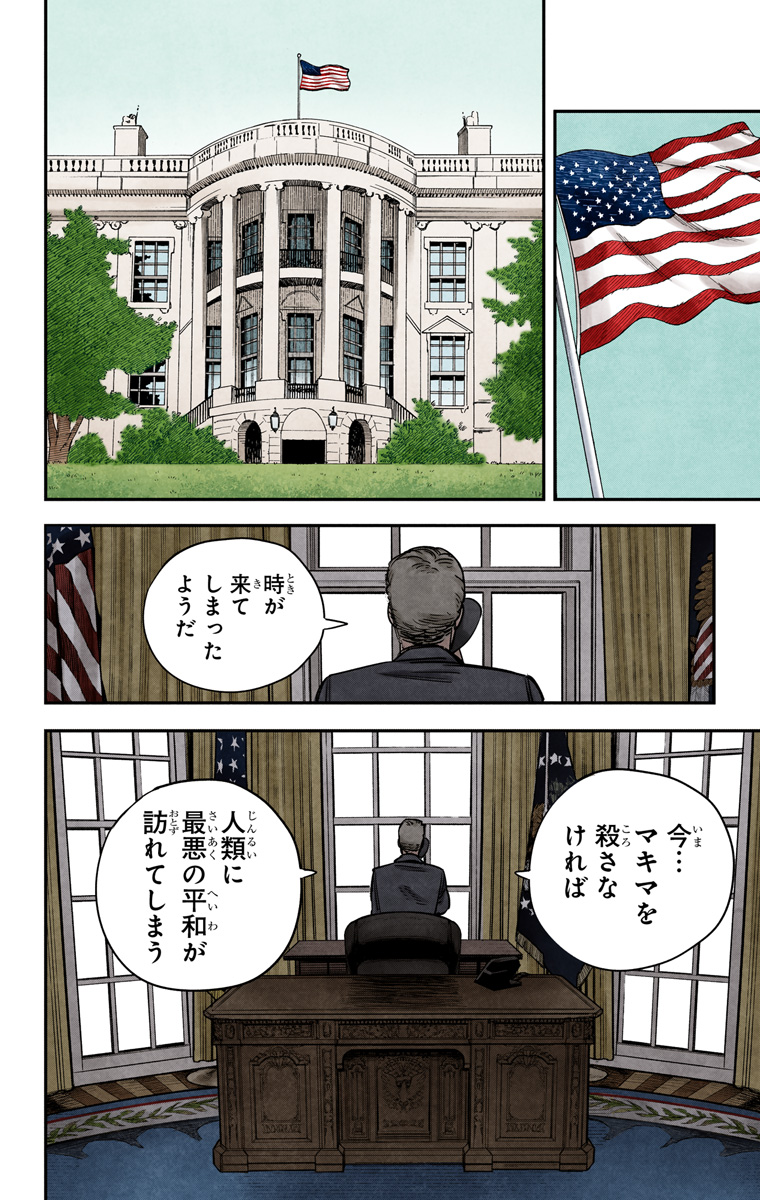 時が
来て
しまった
ようだ
今…
マキマを
殺さな
ければ
人類に
最悪の平和が
訪れてしまう